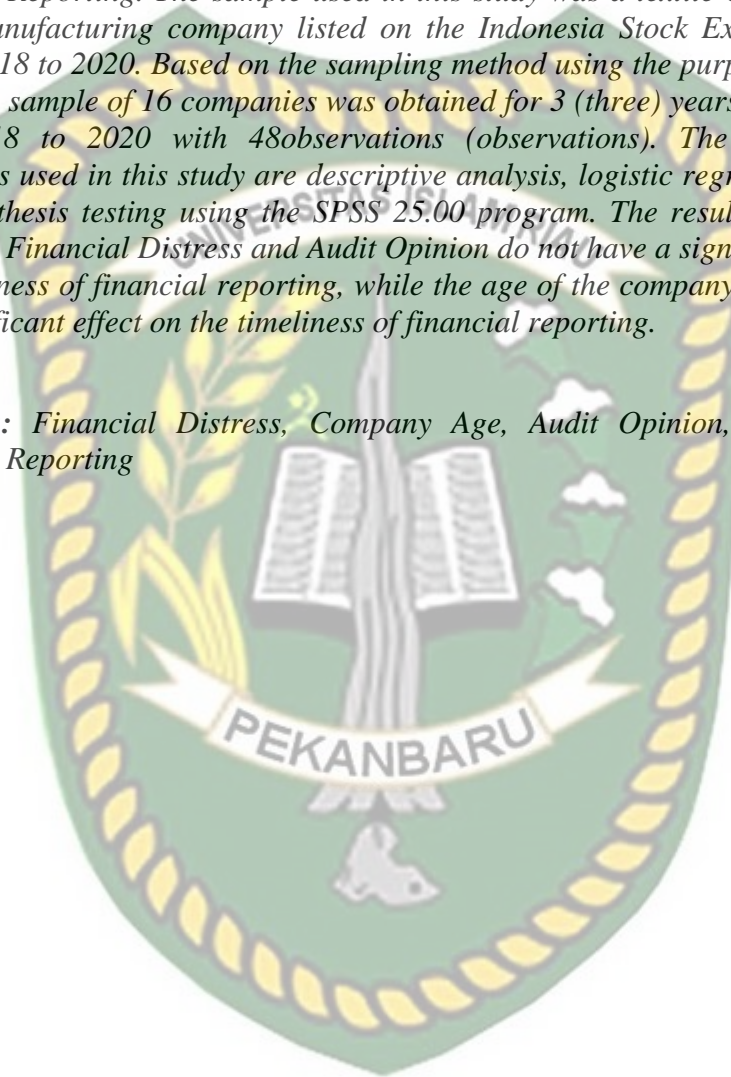 Reporting. The sample used in this study was a textile
nufacturing company listed on the Indonesia Stock Ex
18 to 2020. Based on the sampling method using the purp
sample of 16 companies was obtained for 3 (three) years
8 to 2020 with 48observations (observations). The
s used in this study are descriptive analysis, logistic regr
thesis testing using the SPSS 25.00 program. The resul
Financial Distress and Audit Opinion do not have a sign
ness of financial reporting, while the age of the company
ficant effect on the timeliness of financial reporting.
: Financial Distress, Company Age, Audit Opinion,
Reporting
UNIVERSITAS ISLAM RIAU
PEKANBARU